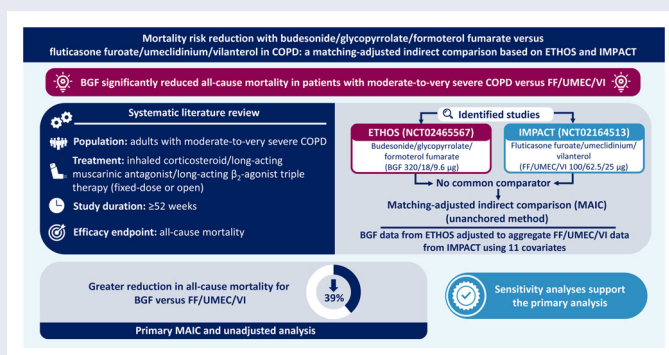 Mortality risk reduction with budesonide/glycopyrrolate/formoterol fumarate versus
fluticasone furoate/umeclidinium/vilanterol in COPD: a matching-adjusted indirect comparison based on ETHOS and IMPACT
BGF significantly reduced all-cause mortality in patients with moderate-to-very severe COPD versus FF/UMEC/VI
Systematic literature review
Population: adults with moderate-to-very severe COPD
Treatment: inhaled corticosteroid/long-acting
muscarinic antagonist/long-acting β2-agonist triple
therapy (fixed-dose or open)
Study duration: ≥52 weeks
Efficacy endpoint: all-cause mortality
Identified studies
ETHOS (NCT02465567)
Budesonide/glycopyrrolate/
formoterol fumarate
(BGF 320/18/9.6 µg)
IMPACT (NCT02164513)
Fluticasone furoate/umeclidinium/
vilanterol
(FF/UMEC/VI 100/62.5/25 µg)
No common comparator
Matching-adjusted indirect comparison (MAIC)
(unanchored method)
BGF data from ETHOS adjusted to aggregate FF/UMEC/VI data
from IMPACT using 11 covariates
Greater reduction in all-cause mortality for
BGF versus FF/UMEC/VI
39%
Primary MAIC and unadjusted analysis
Sensitivity analyses support
the primary analysis